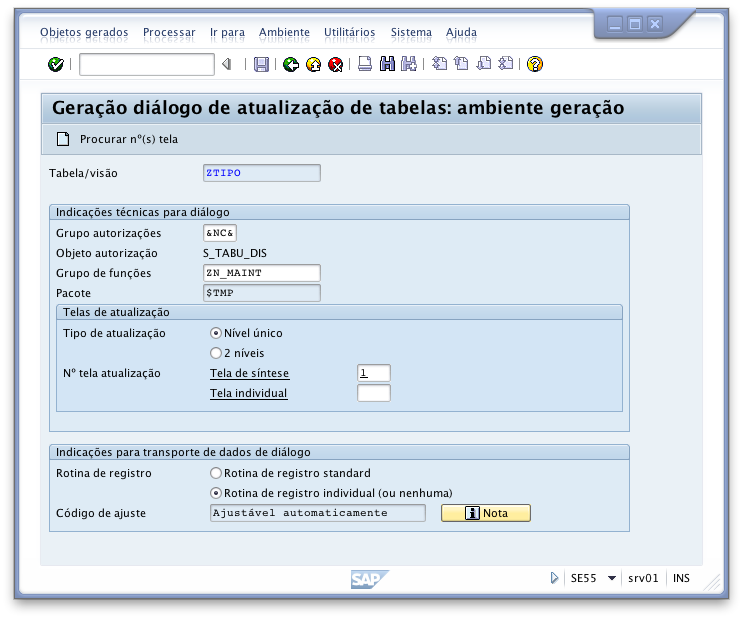 Objetos gerados Processar Ir para Ambiente Utilitários Sistema Ajuda
Geração diálogo de atualização de tabelas: ambiente geração
Procurar nº(s) tela
Tabela/visão ZTIPO
Indicações técnicas para diálogo
Grupo autorizações &NC&
Objeto autorização S_TABU_DIS
Grupo de funções ZN_MAINT
Pacote $TMP
Telas de atualização
Tipo de atualização Nível único
2 níveis
Nº tela atualização Tela de síntese 1
Tela individual
Indicações para transporte de dados de diálogo
Rotina de registro Rotina de registro standard
Rotina de registro individual (ou nenhuma)
Código de ajuste Ajustável automaticamente Nota
SAP SE55 srv01 INS